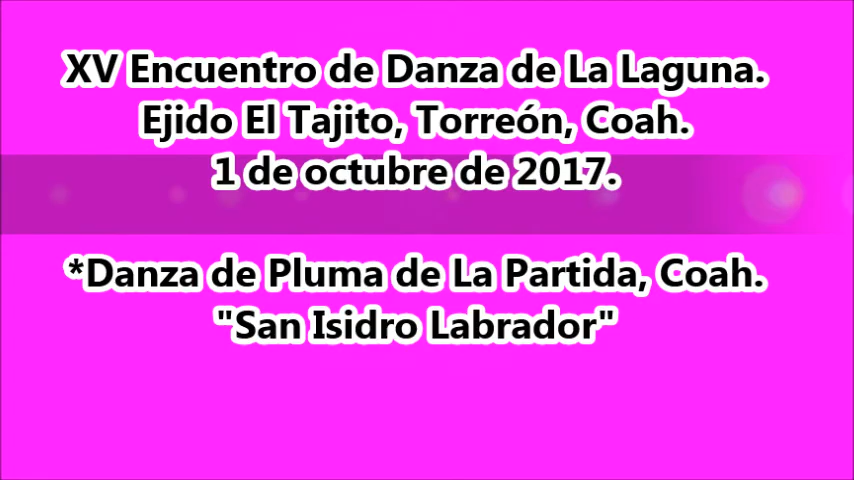 XV Encuentro de Danza de La Laguna.
Ejido El Tajito, Torreón, Coah.
1 de octubre de 2017.
*Danza de Pluma de La Partida, Coah.
"San Isidro Labrador"